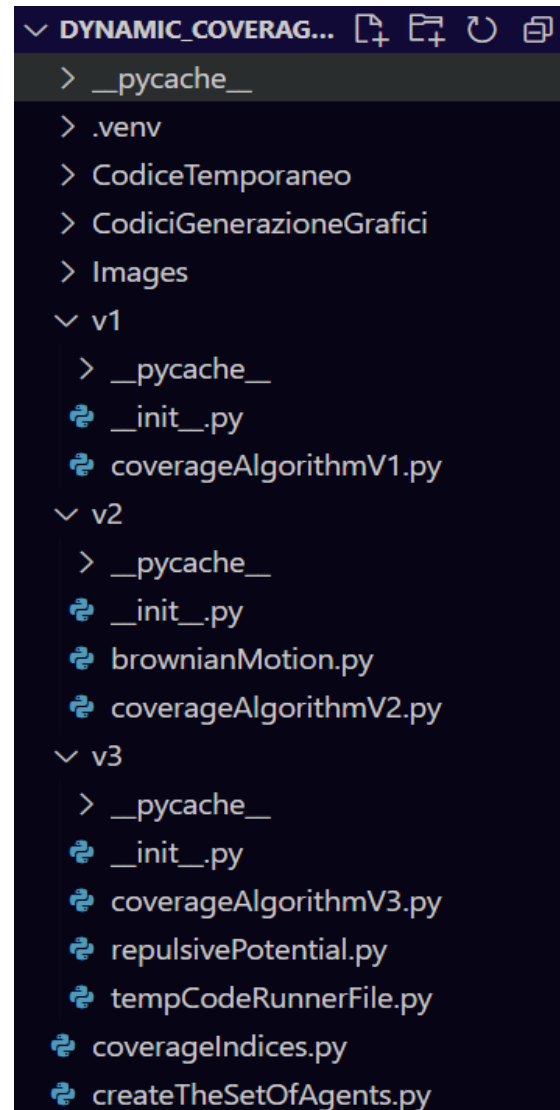 DYNAMIC_COVERAG...
__pycache__
.venv
CodiceTemporaneo
CodiciGenerazioneGrafici
Images
v1
__pycache__
__init__.py
coverageAlgorithmV1.py
v2
__pycache__
__init__.py
brownianMotion.py
coverageAlgorithmV2.py
v3
__pycache__
__init__.py
coverageAlgorithmV3.py
repulsivePotential.py
tempCodeRunnerFile.py
coverageIndices.py
createTheSetOfAgents.py